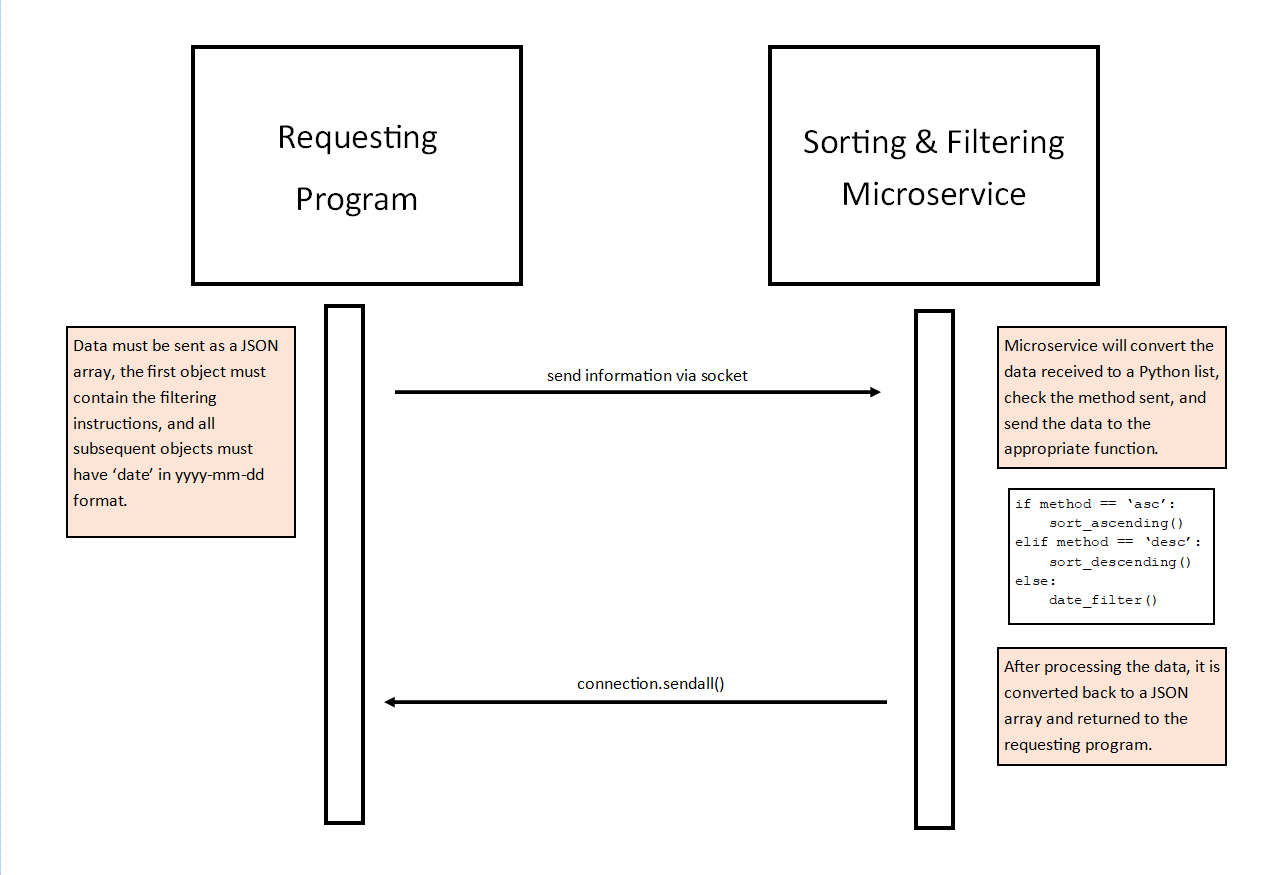 Requesting
Program
Sorting & Filtering
Microservice
Data must be sent as a JSON
array, the first object must
contain the filtering
instructions, and all
subsequent objects must
have ‘date’ in yyyy-mm-dd
format.
send information via socket
Microservice will convert the
data received to a Python list,
check the method sent, and
send the data to the
appropriate function.
if method == ‘asc’:
    sort_ascending()
elif method == ‘desc’:
    sort_descending()
else:
    date_filter()
connection.sendall()
After processing the data, it is
converted back to a JSON
array and returned to the
requesting program.